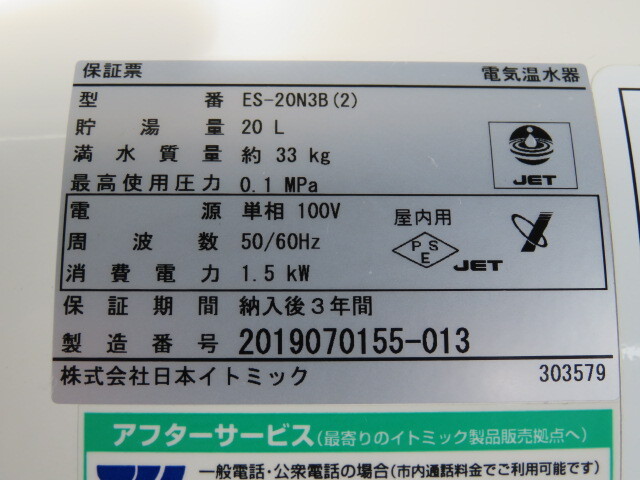 保証票 電気温水器
型番 ES-20N3B(2)
貯湯量 20 L
満水質量 約 33 kg
最高使用圧力 0.1 MPa
JET
電源 単相 100V 屋内用
周波数 50/60Hz
PSE JET
消費電力 1.5 kW
保証期間 納入後3年間
製造番号 2019070155-013
株式会社日本イトミック 303579
アフターサービス(最寄りのイトミック製品販売拠点へ)
一般電話・公衆電話の場合(市内通話料金でご利用可能です)